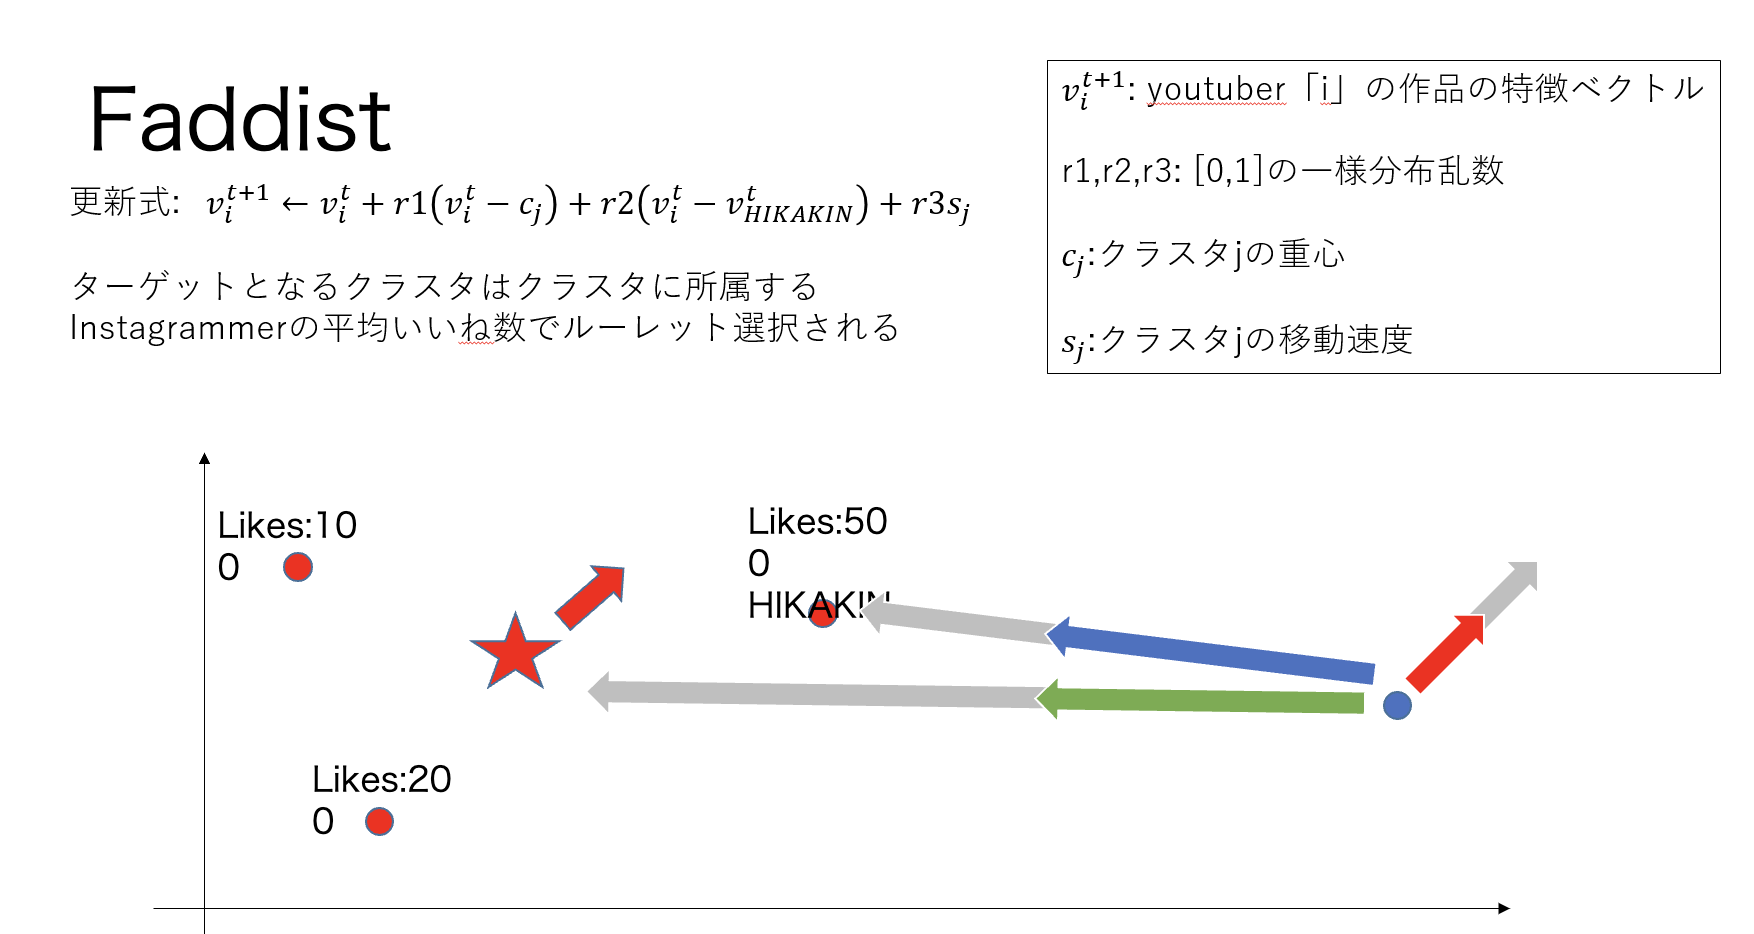 Faddist
更新式: v_i^{t+1} ← v_i^t + r1(v_i^t − c_j) + r2(v_i^t − v_{HIKAKIN}^t) + r3s_j
ターゲットとなるクラスタはクラスタに所属する
Instagrammerの平均いいね数でルーレット選択される
v_i^{t+1}: youtuber「i」の作品の特徴ベクトル
r1,r2,r3: [0,1]の一様分布乱数
c_j:クラスタjの重心
s_j:クラスタjの移動速度
Likes:10
0
Likes:50
0
HIKAKIN
Likes:20
0